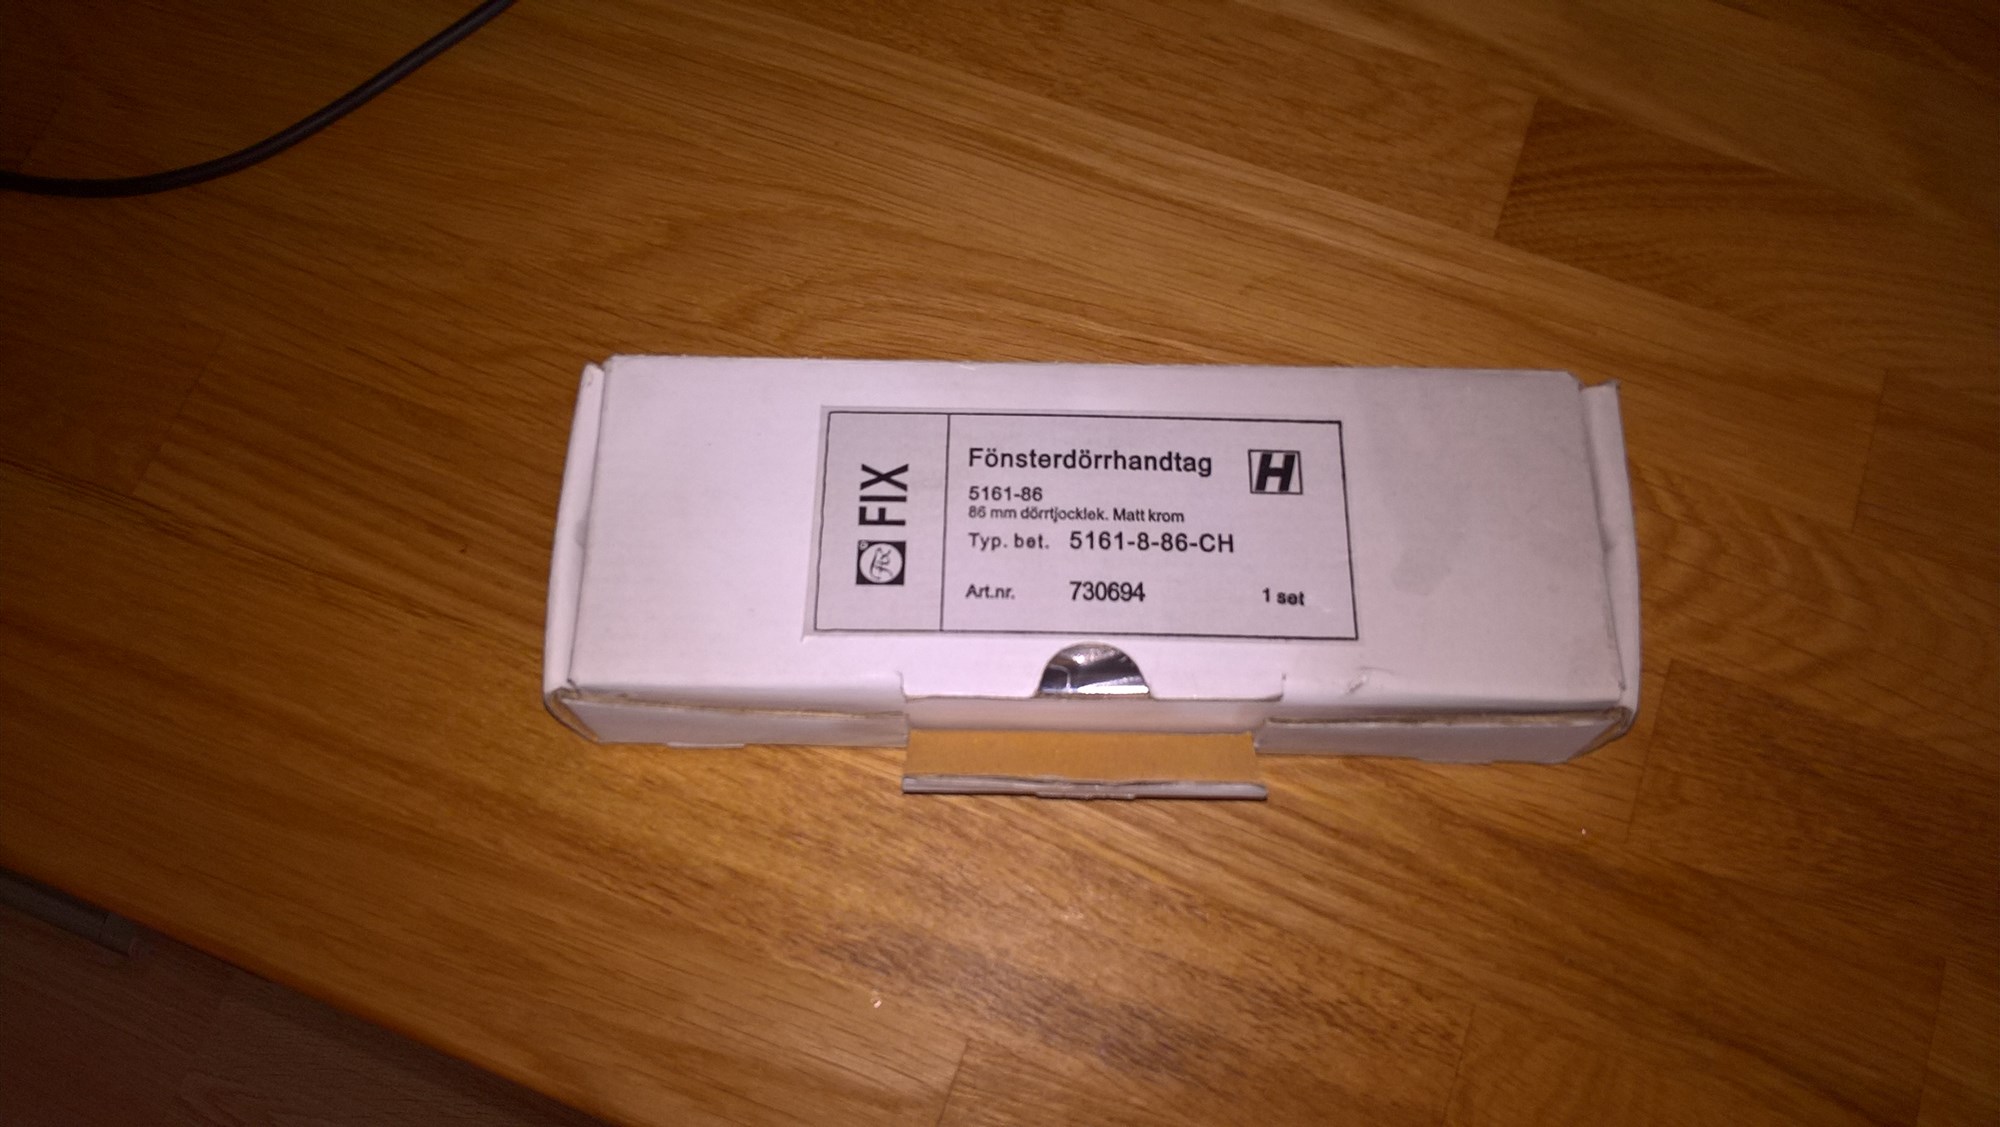 FIX
Fix
Fönsterdörrhandtag
H
5161-86
86 mm dörrtjocklek. Matt krom
Typ. bet. 5161-8-86-CH
Art.nr. 730694 1 set